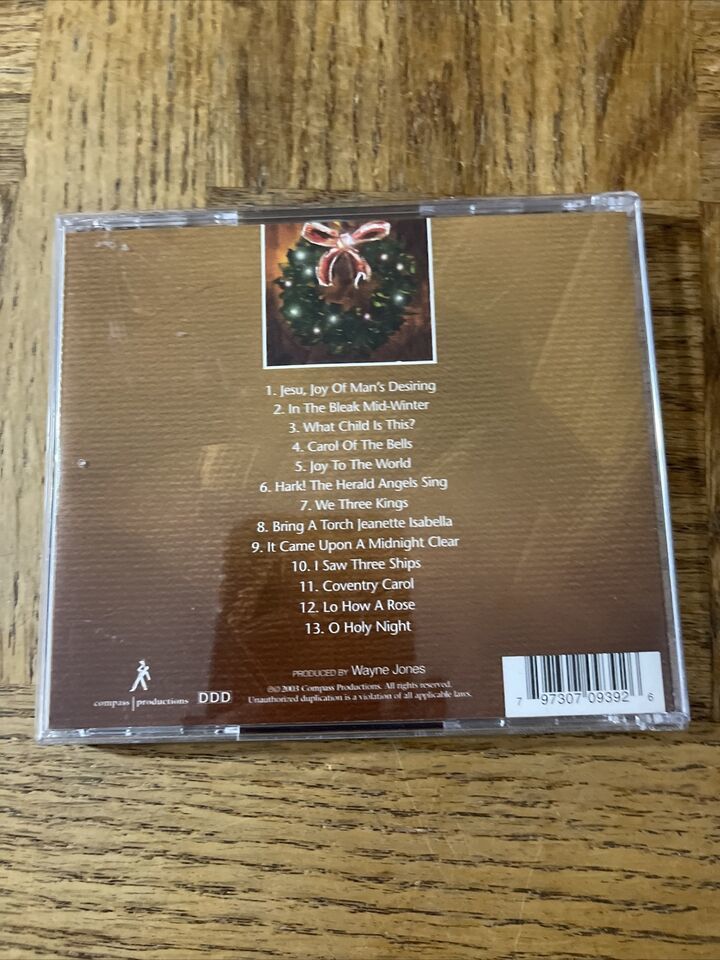 1. Jesu, Joy Of Man's Desiring
2. In The Bleak Mid-Winter
3. What Child Is This?
4. Carol Of The Bells
5. Joy To The World
6. Hark! The Herald Angels Sing
7. We Three Kings
8. Bring A Torch Jeanette Isabella
9. It Came Upon A Midnight Clear
10. I Saw Three Ships
11. Coventry Carol
12. Lo How A Rose
13. O Holy Night
PRODUCED BY Wayne Jones
℗© 2003 Compass Productions. All rights reserved.
Unauthorized duplication is a violation of all applicable laws.
compass | productions DDD
7 97307 09392 6